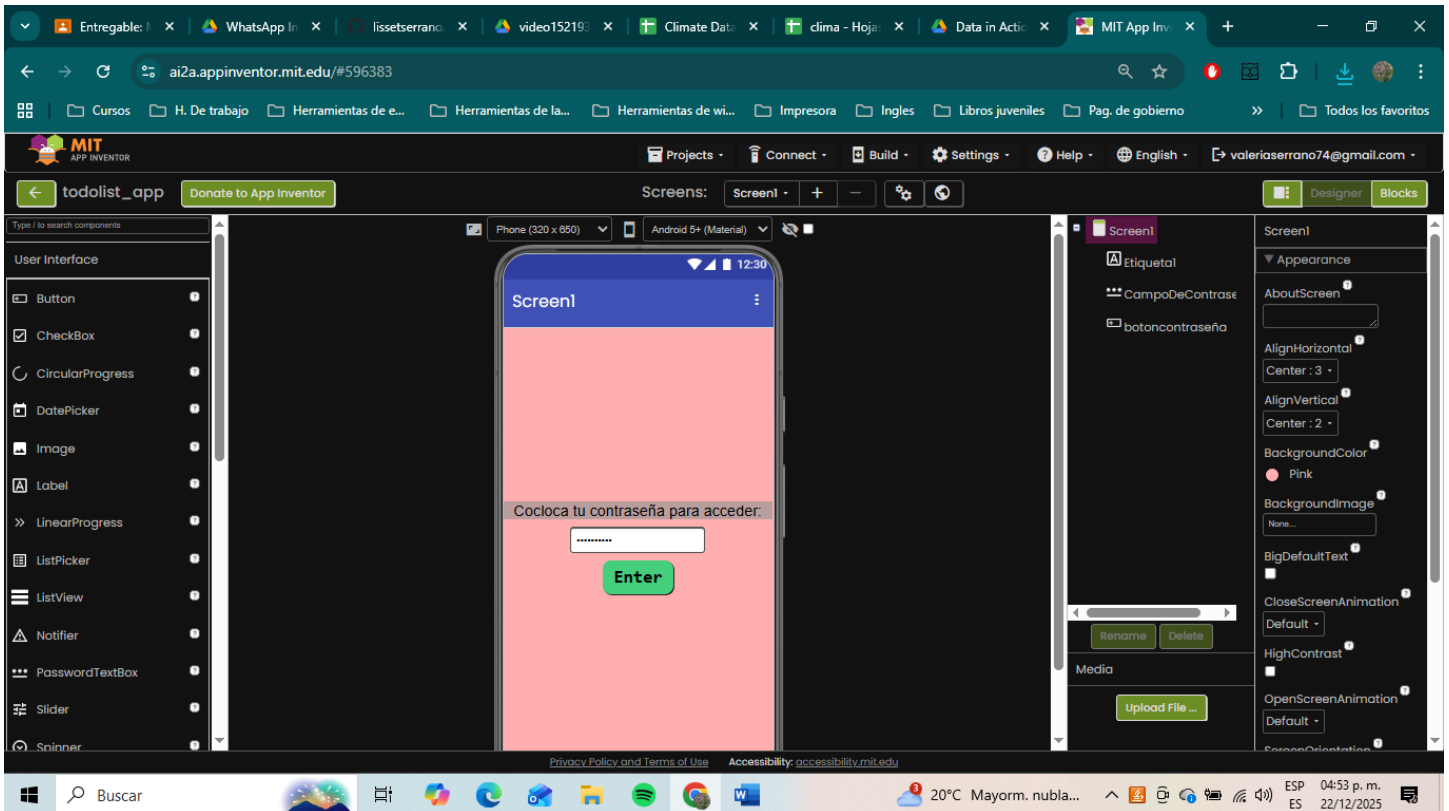 Entregable: M
WhatsApp In
lissetserrano
video152193
Climate Data
clima - Hojas
Data in Actio
MIT App Inve
ai2a.appinventor.mit.edu/#596383
Cursos
H. De trabajo
Herramientas de e...
Herramientas de la...
Herramientas de wi...
Impresora
Ingles
Libros juveniles
Pag. de gobierno
Todos los favoritos
MIT
APP INVENTOR
Projects
Connect
Build
Settings
Help
English
valeriaserrano74@gmail.com
todolist_app
Donate to App Inventor
Screens:
Screen1
Designer
Blocks
Type / to search components
User Interface
Button
CheckBox
CircularProgress
DatePicker
Image
Label
LinearProgress
ListPicker
ListView
Notifier
PasswordTextBox
Slider
Spinner
Phone (320 x 650)
Android 5+ (Material)
12:30
Screen1
Cocloca tu contraseña para acceder:
Enter
Screen1
Etiqueta1
CampoDeContrase
botoncontraseña
Rename
Delete
Media
Upload File ...
Screen1
Appearance
AboutScreen
AlignHorizontal
Center : 3
AlignVertical
Center : 2
BackgroundColor
Pink
BackgroundImage
None...
BigDefaultText
CloseScreenAnimation
Default
HighContrast
OpenScreenAnimation
Default
ScreenOrientation
Privacy Policy and Terms of Use
Accessibility: accessibility.mit.edu
Buscar
3
20°C Mayorm. nubla...
ESP
ES
04:53 p. m.
22/12/2025